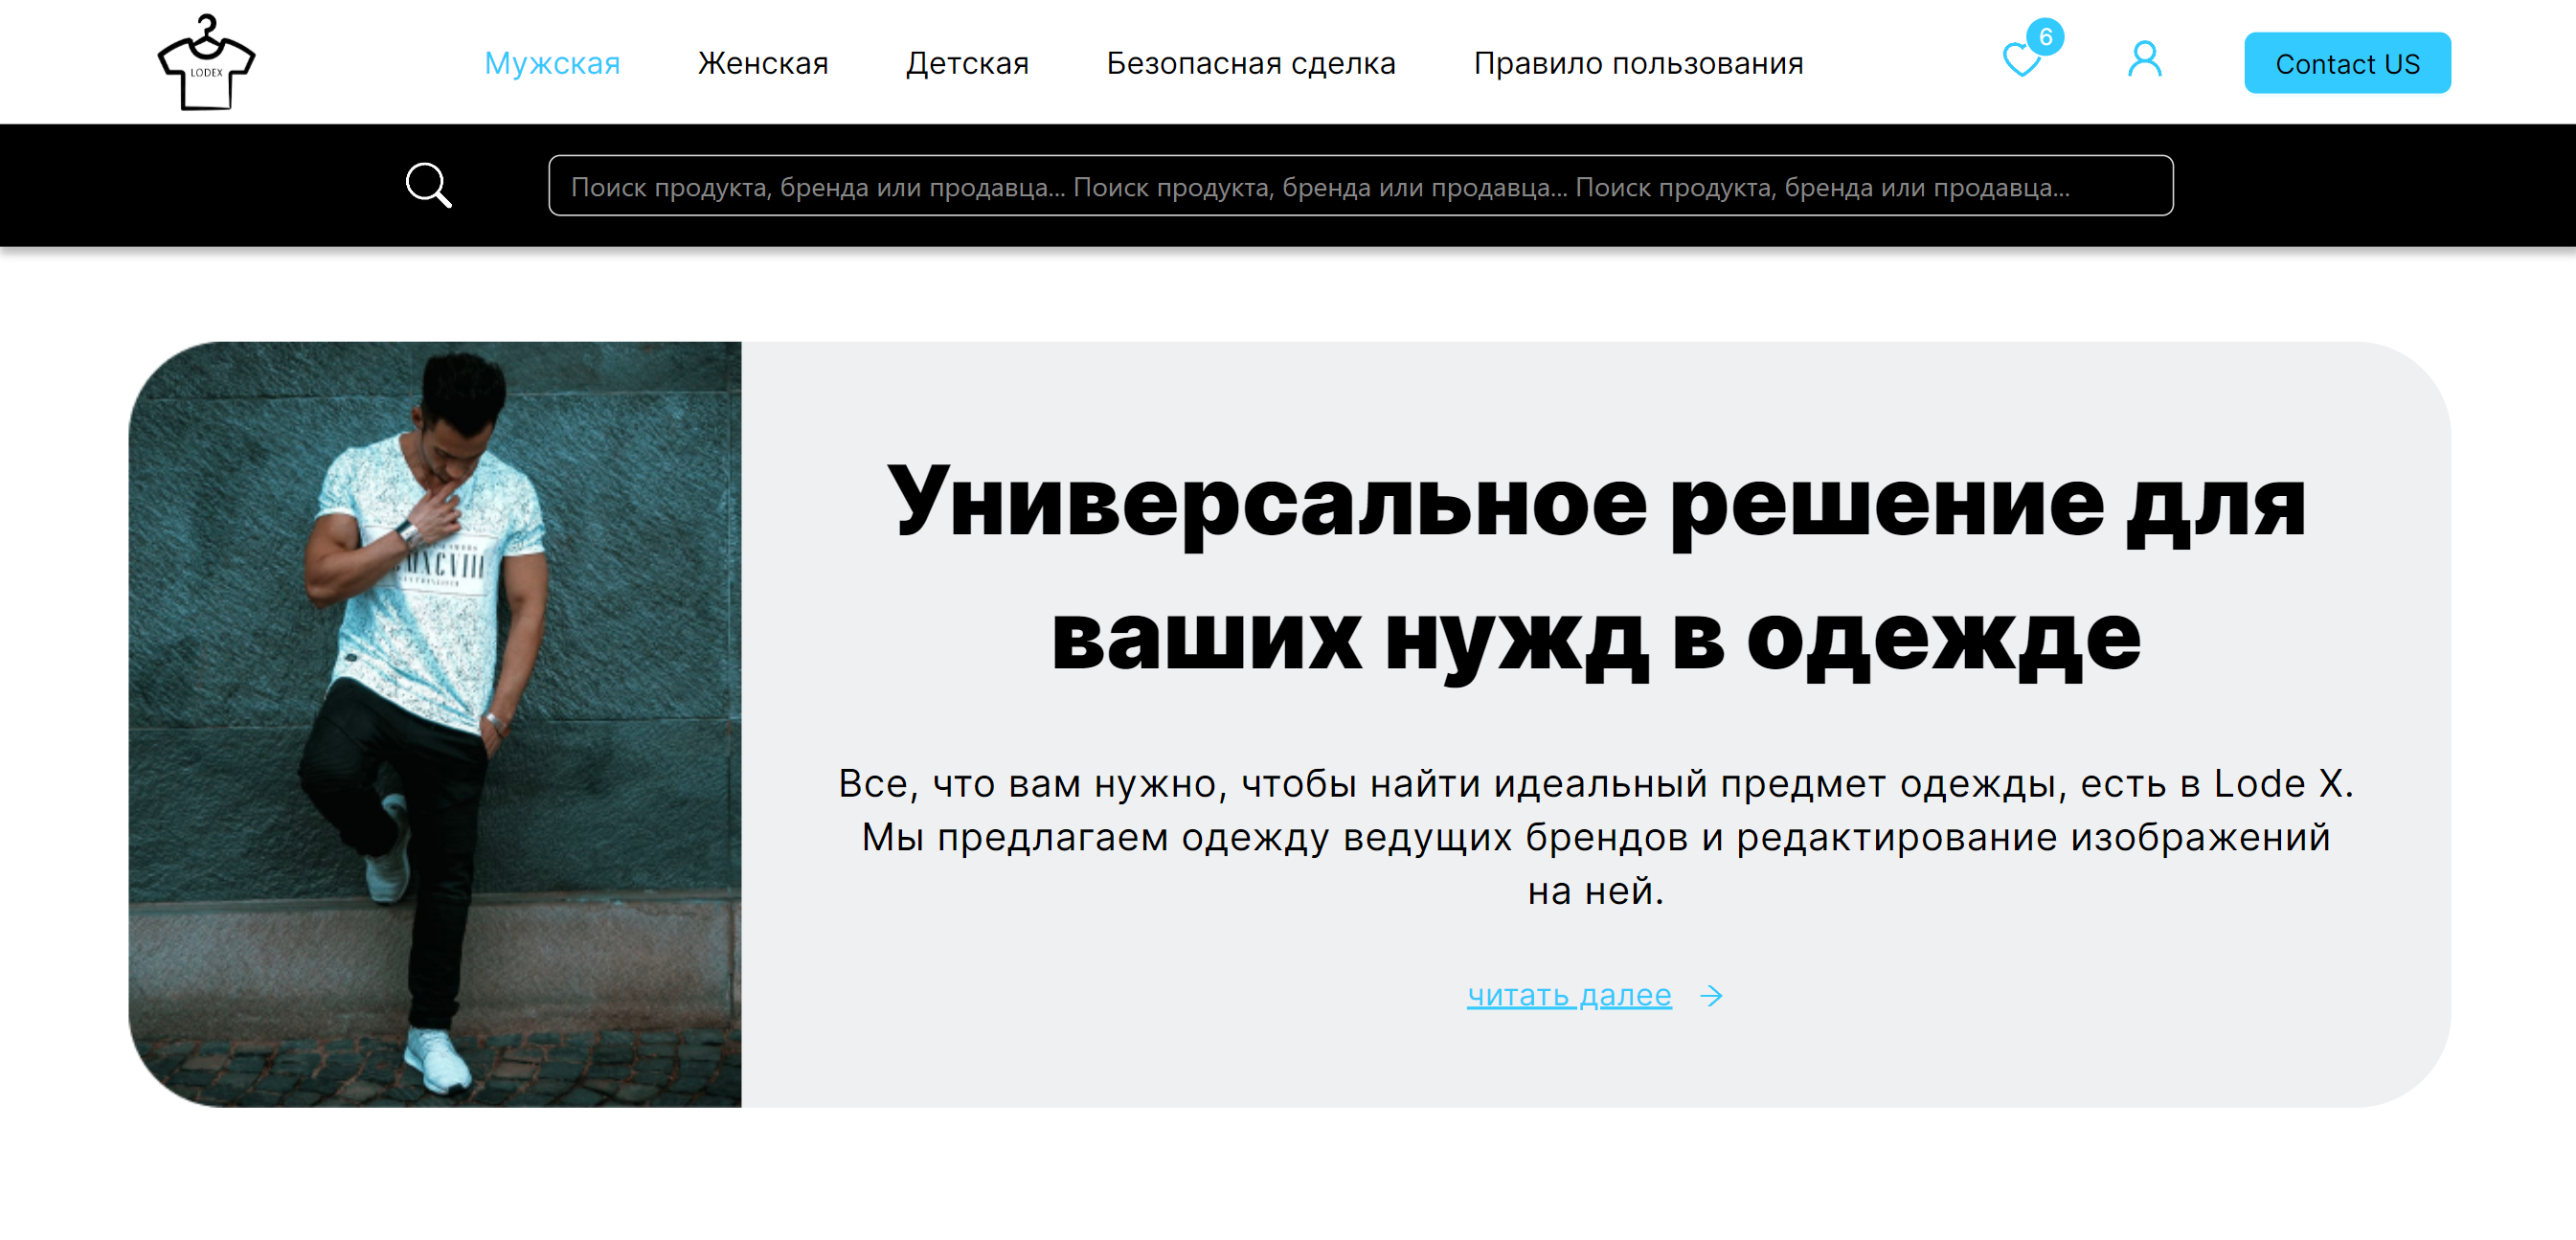 LODEX
Мужская
Женская
Детская
Безопасная сделка
Правило пользования
6
Contact US
Поиск продукта, бренда или продавца... Поиск продукта, бренда или продавца... Поиск продукта, бренда или продавца...
Универсальное решение для
ваших нужд в одежде
Все, что вам нужно, чтобы найти идеальный предмет одежды, есть в Lode X.
Мы предлагаем одежду ведущих брендов и редактирование изображений
на ней.
читать далее